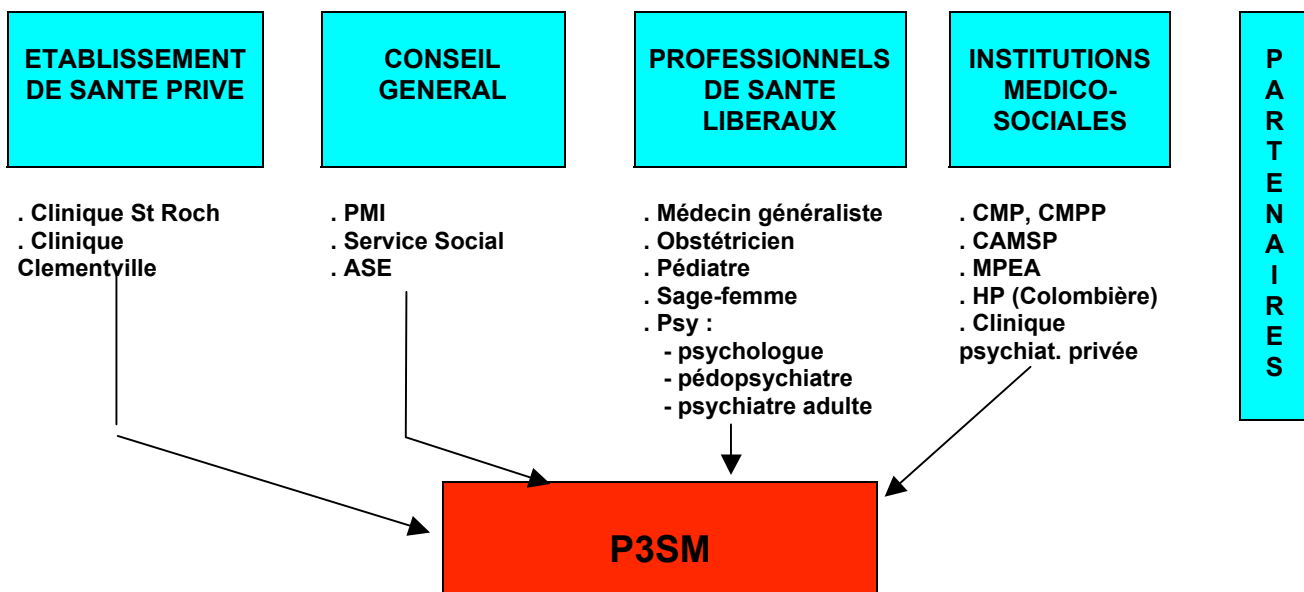 ETABLISSEMENT
DE SANTE PRIVE
CONSEIL
GENERAL
PROFESSIONNELS
DE SANTE
LIBERAUX
INSTITUTIONS
MEDICO-
SOCIALES
P
A
R
T
E
N
A
I
R
E
S
. Clinique St Roch
. Clinique
Clementville
. PMI
. Service Social
. ASE
. Médecin généraliste
. Obstétricien
. Pédiatre
. Sage-femme
. Psy :
- psychologue
- pédopsychiatre
- psychiatre adulte
. CMP, CMPP
. CAMSP
. MPEA
. HP (Colombière)
. Clinique
psychiat. privée
P3SM